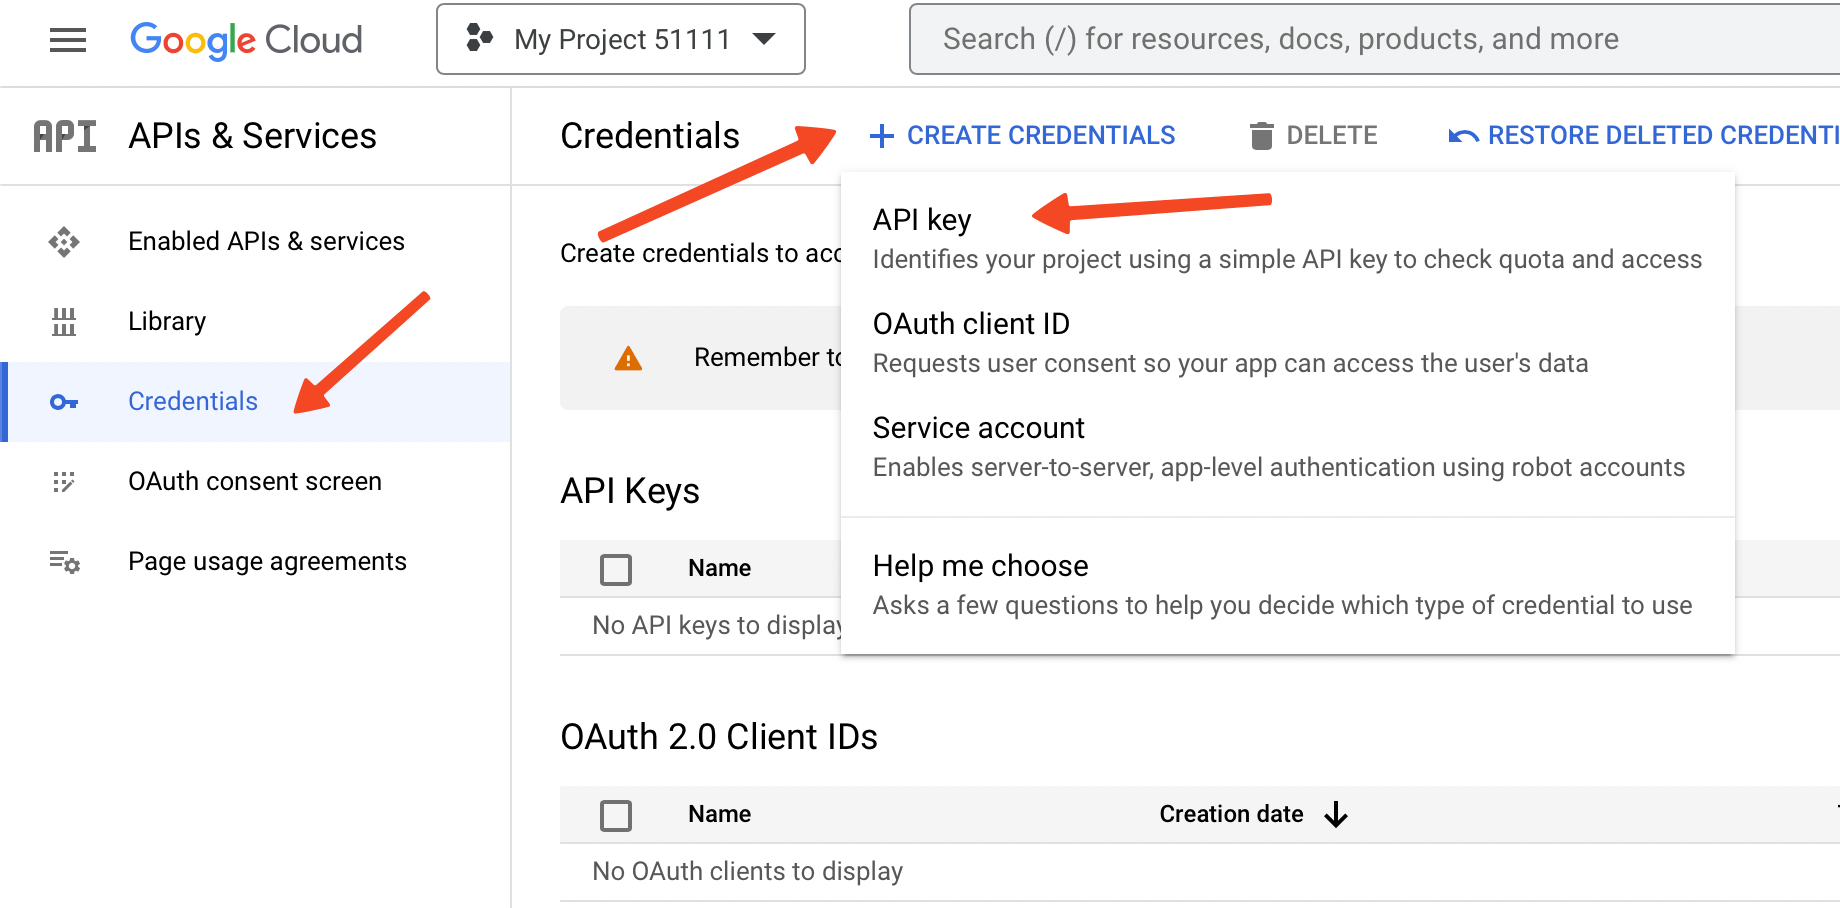 Google Cloud
My Project 51111
Search (/) for resources, docs, products, and more
API
APIs & Services
Credentials
CREATE CREDENTIALS
DELETE
RESTORE DELETED CREDENTI
Enabled APIs & services
Library
Credentials
OAuth consent screen
Page usage agreements
Create credentials to acc
Remember to
API key
Identifies your project using a simple API key to check quota and access
OAuth client ID
Requests user consent so your app can access the user's data
Service account
Enables server-to-server, app-level authentication using robot accounts
Help me choose
Asks a few questions to help you decide which type of credential to use
API Keys
Name
No API keys to display
OAuth 2.0 Client IDs
Name
Creation date
No OAuth clients to display